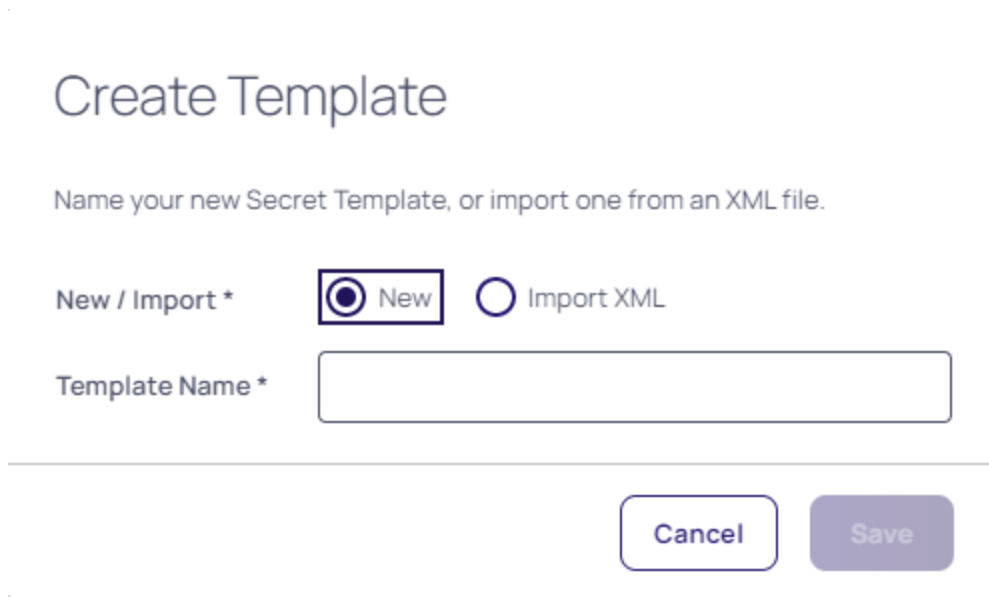 Create Template
Name your new Secret Template, or import one from an XML file.
New / Import * New Import XML
Template Name *
Cancel Save